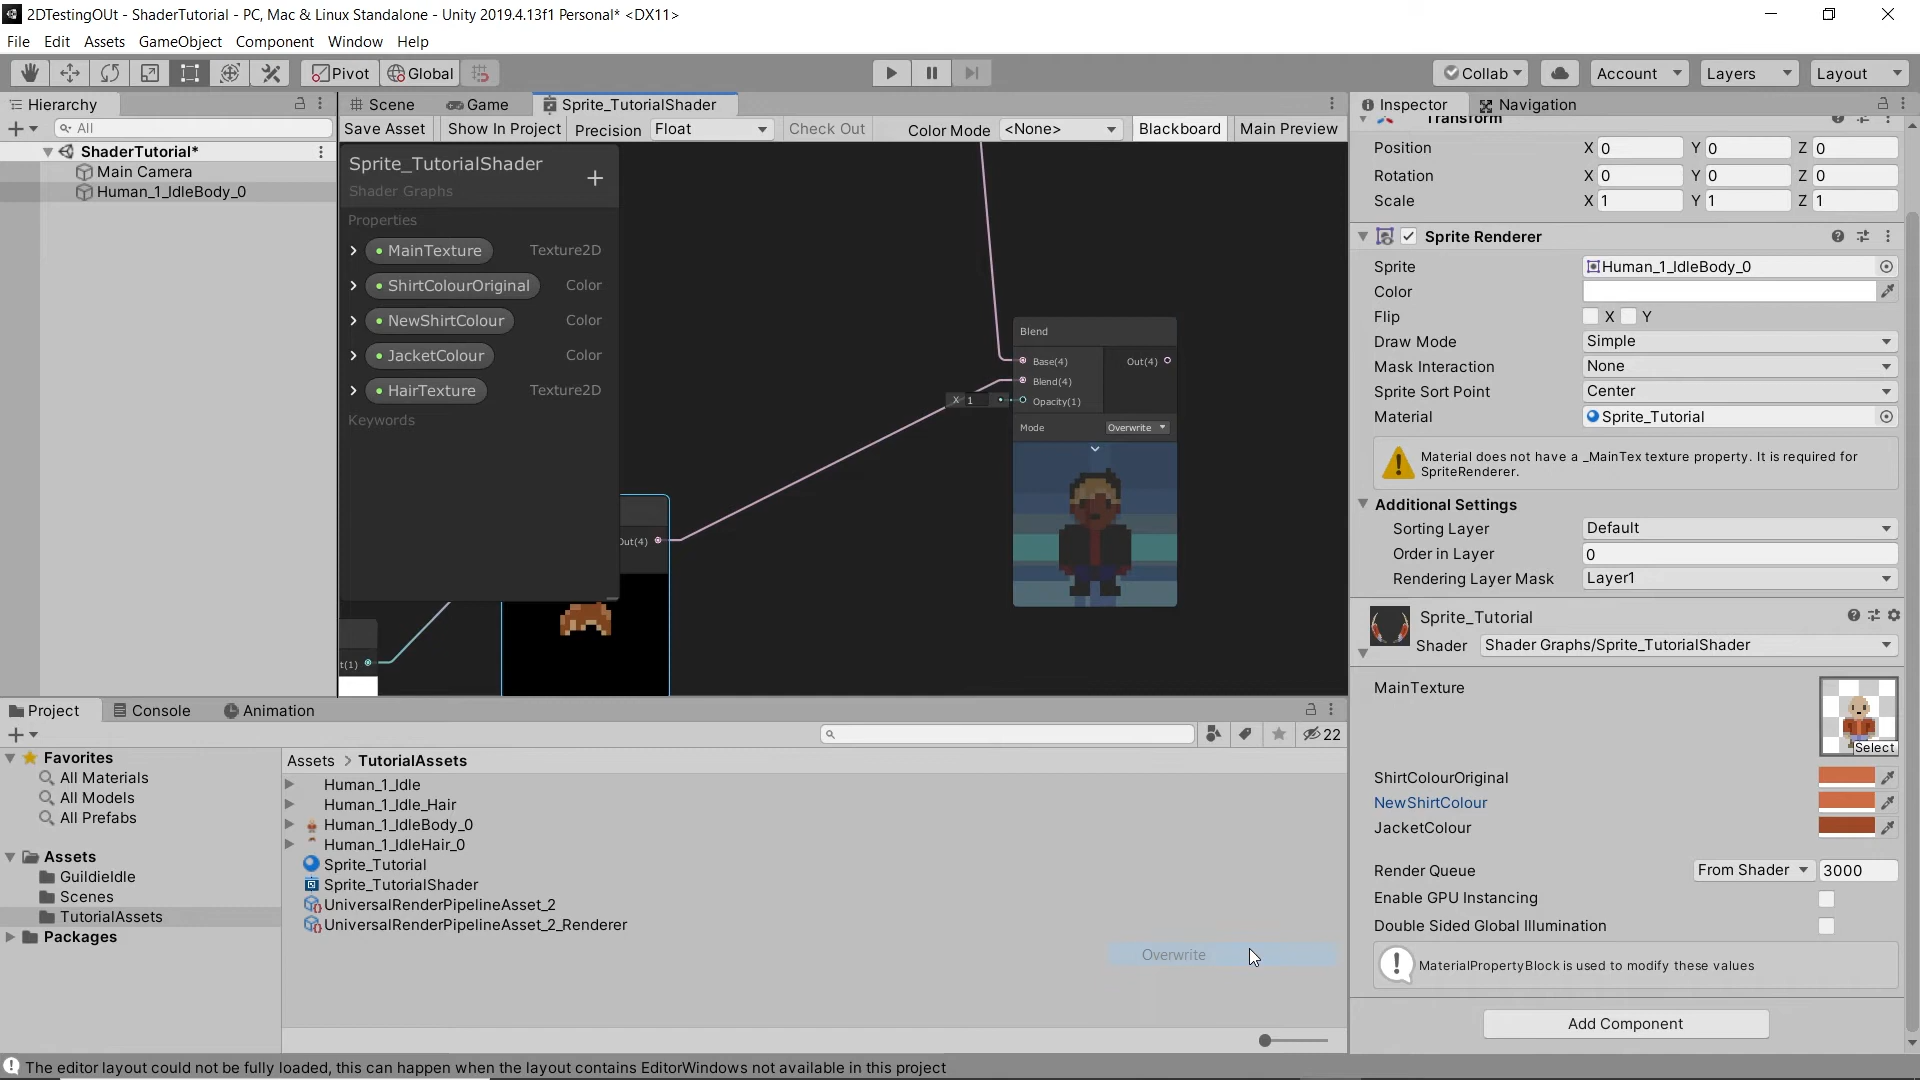 2DTestingOUt - ShaderTutorial - PC, Mac & Linux Standalone - Unity 2019.4.13f1 Personal* <DX11>
File Edit Assets GameObject Component Window Help
Pivot Global Collab Account Layers Layout
Hierarchy
All
ShaderTutorial*
Main Camera
Human_1_IdleBody_0
Scene Game Sprite_TutorialShader
Save Asset Show In Project Precision Float Check Out Color Mode <None> Blackboard Main Preview
Sprite_TutorialShader
Shader Graphs
Properties
MainTexture Texture2D
ShirtColourOriginal Color
NewShirtColour Color
JacketColour Color
HairTexture Texture2D
Keywords
Out(4)
t(1)
Blend
Base(4) Out(4)
Blend(4)
X 1 Opacity(1)
Mode Overwrite
Inspector Navigation
Transform
Position X 0 Y 0 Z 0
Rotation X 0 Y 0 Z 0
Scale X 1 Y 1 Z 1
Sprite Renderer
Sprite Human_1_IdleBody_0
Color
Flip X Y
Draw Mode Simple
Mask Interaction None
Sprite Sort Point Center
Material Sprite_Tutorial
Material does not have a _MainTex texture property. It is required for
SpriteRenderer.
Additional Settings
Sorting Layer Default
Order in Layer 0
Rendering Layer Mask Layer1
Sprite_Tutorial
Shader Shader Graphs/Sprite_TutorialShader
MainTexture
Select
ShirtColourOriginal
NewShirtColour
JacketColour
Render Queue From Shader 3000
Enable GPU Instancing
Double Sided Global Illumination
MaterialPropertyBlock is used to modify these values
Add Component
Project Console Animation
22
Favorites
All Materials
All Models
All Prefabs
Assets
GuildieIdle
Scenes
TutorialAssets
Packages
Assets > TutorialAssets
Human_1_Idle
Human_1_Idle_Hair
Human_1_IdleBody_0
Human_1_IdleHair_0
Sprite_Tutorial
Sprite_TutorialShader
UniversalRenderPipelineAsset_2
UniversalRenderPipelineAsset_2_Renderer
Overwrite
The editor layout could not be fully loaded, this can happen when the layout contains EditorWindows not available in this project